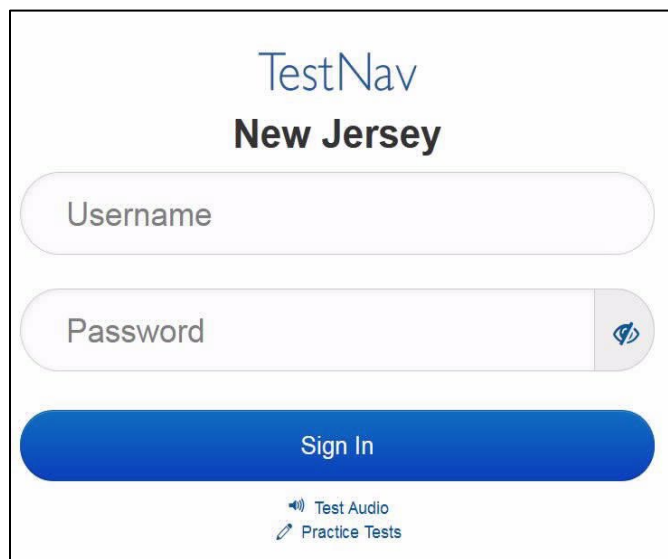 TestNav
New Jersey
Username
Password
Sign In
Test Audio
Practice Tests